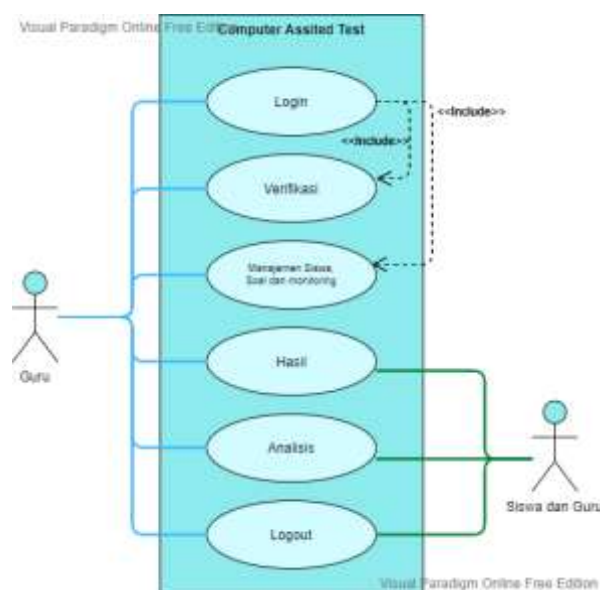 Visual Paradigm Online Free Edition
Computer Assited Test
Login
<<Include>>
<<Include>>
Verifikasi
Manajemen Siswa,
Soal dan monitoring
Guru
Hasil
Analisis
Siswa dan Guru
Logout
Visual Paradigm Online Free Edition